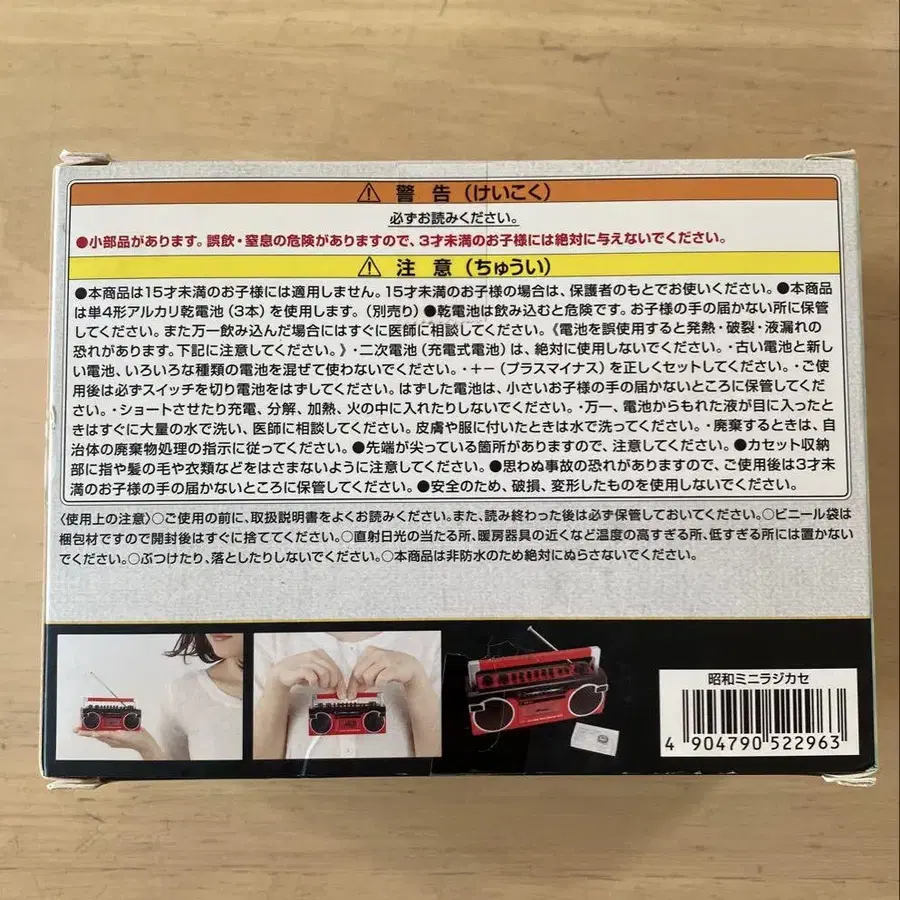 ⚠ 警 告（けいこく）
必ずお読みください。
●小部品があります。誤飲・窒息の危険がありますので、3才未満のお子様には絶対に与えないでください。
⚠ 注 意（ちゅうい）
●本商品は15才未満のお子様には適用しません。15才未満のお子様の場合は、保護者のもとでお使いください。●本商品
は単4形アルカリ乾電池（3本）を使用します。（別売り）●乾電池は飲み込むと危険です。お子様の手の届かない所に保管
してください。また万一飲み込んだ場合にはすぐに医師に相談してください。《電池を誤使用すると発熱・破裂・液漏れの
恐れがあります。下記に注意してください。》・二次電池（充電式電池）は、絶対に使用しないでください。・古い電池と新し
い電池、いろいろな種類の電池を混ぜて使わないでください。・＋－（プラスマイナス）を正しくセットしてください。・ご使
用後は必ずスイッチを切り電池をはずしてください。はずした電池は、小さいお子様の手の届かないところに保管してくだ
さい。・ショートさせたり充電、分解、加熱、火の中に入れたりしないでください。・万一、電池からもれた液が目に入ったと
きはすぐに大量の水で洗い、医師に相談してください。皮膚や服に付いたときは水で洗ってください。・廃棄するときは、自
治体の廃棄物処理の指示に従ってください。●先端が尖っている箇所がありますので、注意してください。●カセット収納
部に指や髪の毛や衣類などをはさまないように注意してください。●思わぬ事故の恐れがありますので、ご使用後は3才未
満のお子様の手の届かないところに保管してください。●安全のため、破損、変形したものを使用しないでください。
〈使用上の注意〉○ご使用の前に、取扱説明書をよくお読みください。また、読み終わった後は必ず保管しておいてください。○ビニール袋は
梱包材ですので開封後はすぐに捨ててください。○直射日光の当たる所、暖房器具の近くなど温度の高すぎる所、低すぎる所には置かない
でください。○ぶつけたり、落としたりしないでください。○本商品は非防水のため絶対にぬらさないでください。
昭和ミニラジカセ
4 904790 522963